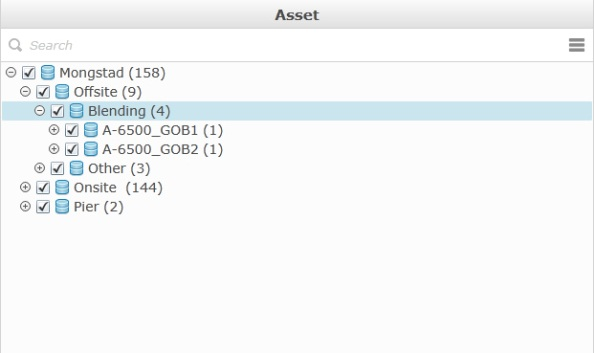 Asset
Search
Mongstad (158)
Offsite (9)
Blending (4)
A-6500_GOB1 (1)
A-6500_GOB2 (1)
Other (3)
Onsite (144)
Pier (2)